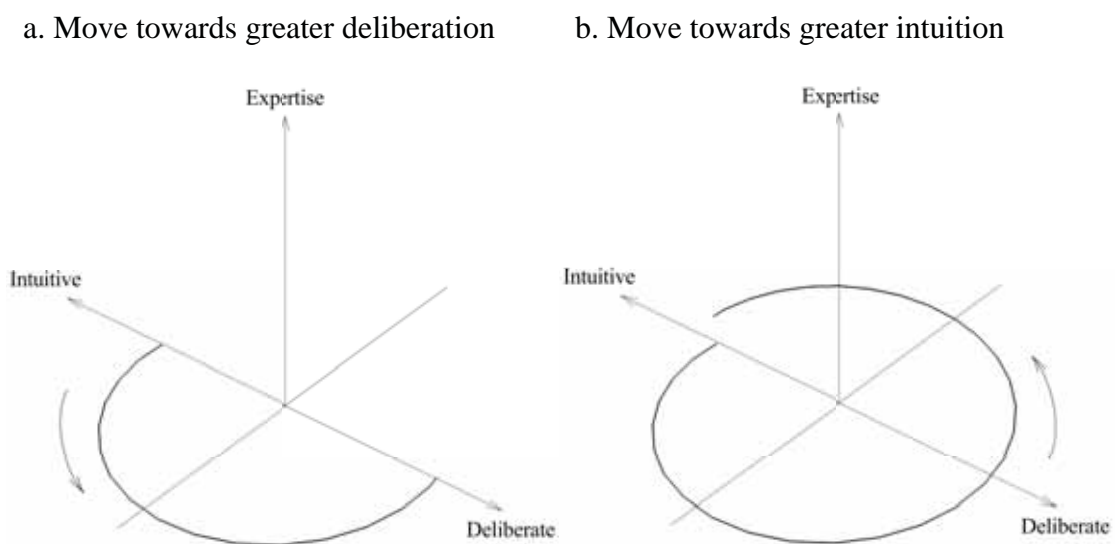 a. Move towards greater deliberation
b. Move towards greater intuition
Expertise
Expertise
Intuitive
Intuitive
Deliberate
Deliberate